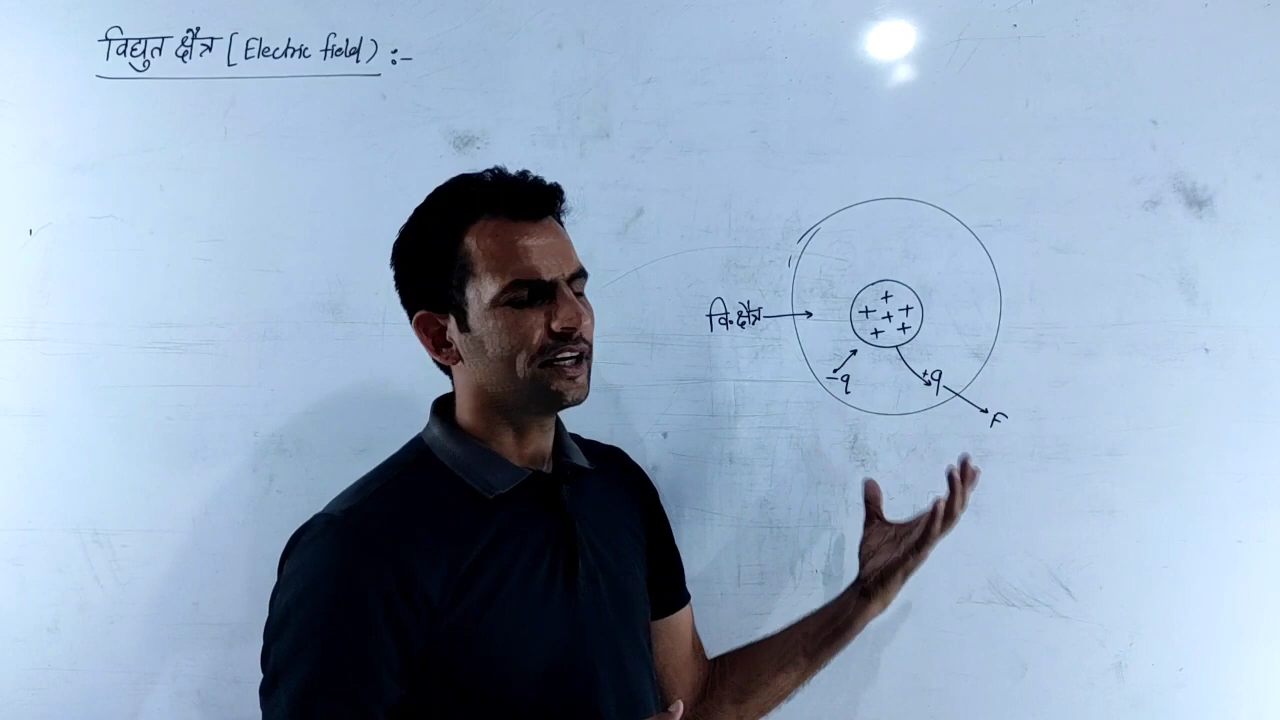 विद्युत क्षैत्र [Electric field) :-
+
+ +
+
+ +
वि.क्षैत्र
-q +q
F